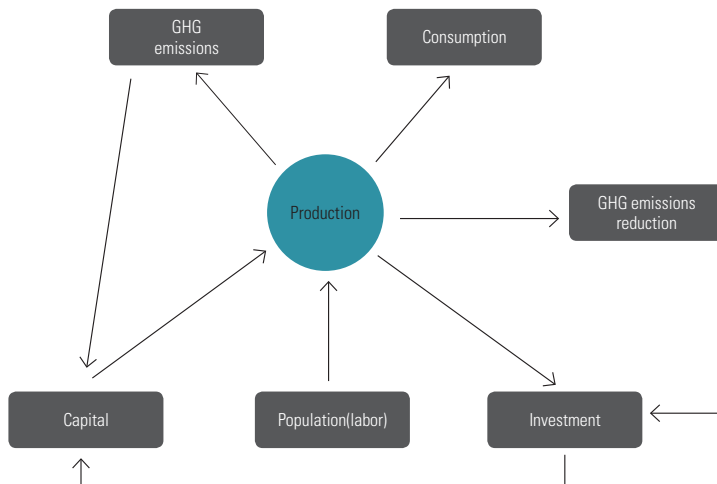 GHG
emissions
Consumption
Production
GHG emissions
reduction
Capital
Population(labor)
Investment